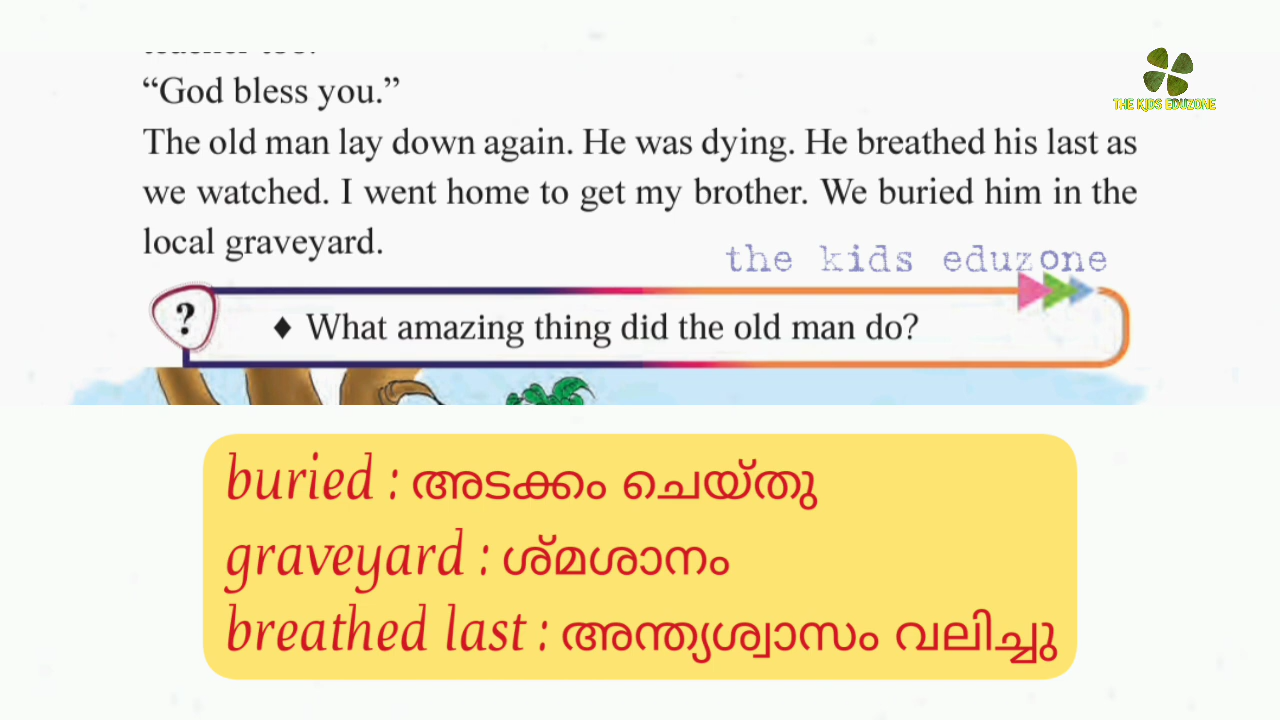 THE KIDS EDUZONE
“God bless you.”
The old man lay down again. He was dying. He breathed his last as
we watched. I went home to get my brother. We buried him in the
local graveyard.
the kids eduzone
?
♦ What amazing thing did the old man do?
buried : അടക്കം ചെയ്തു
graveyard : ശ്മശാനം
breathed last : അന്ത്യശ്വാസം വലിച്ചു